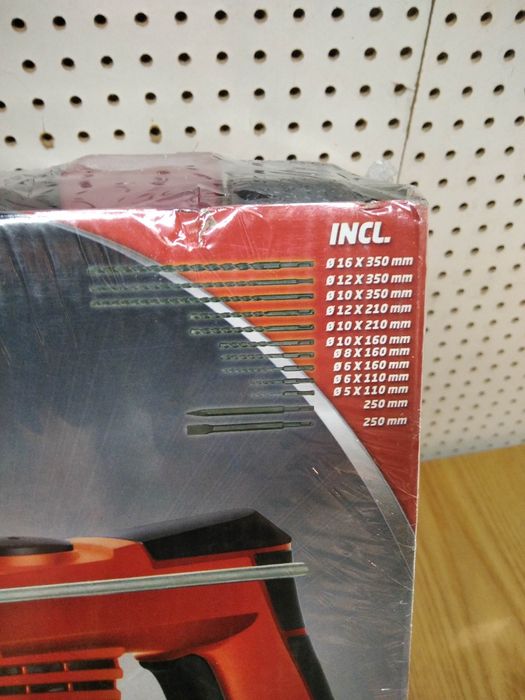 INCL.
Ø 16 X 350 mm
Ø 12 X 350 mm
Ø 10 X 350 mm
Ø 12 X 210 mm
Ø 10 X 210 mm
Ø 10 X 160 mm
Ø 8 X 160 mm
Ø 6 X 160 mm
Ø 6 X 110 mm
Ø 5 X 110 mm
250 mm
250 mm